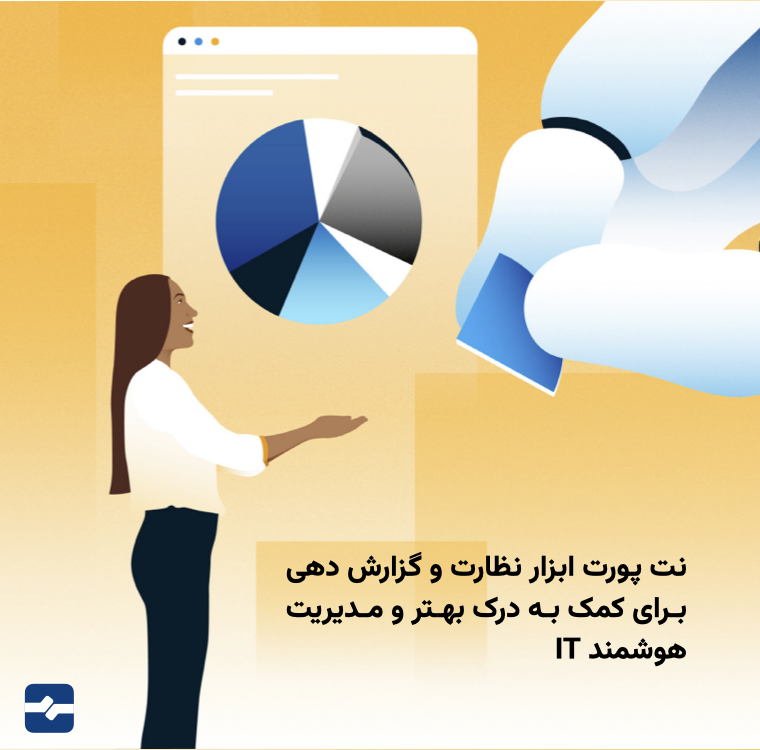 نت پورت ابزار نظارت و گزارش دهی
برای کمک به درک بهتر و مدیریت
هوشمند IT